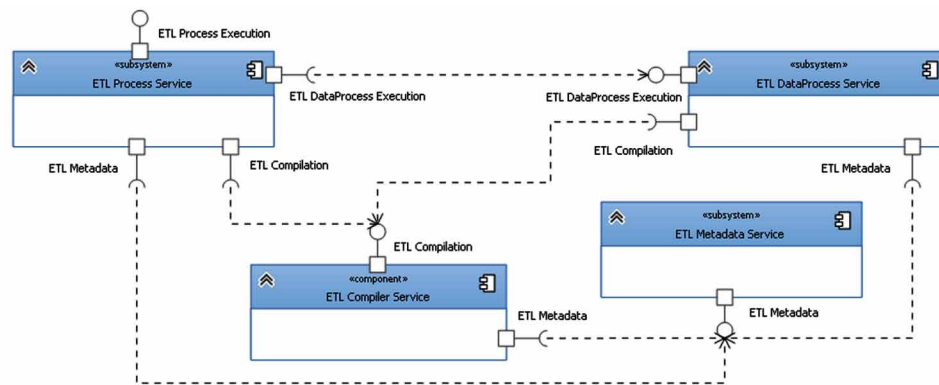 ETL Process Execution
«subsystem»
ETL Process Service
ETL DataProcess Execution
ETL DataProcess Execution
«subsystem»
ETL DataProcess Service
ETL Metadata
ETL Compilation
ETL Compilation
ETL Metadata
«subsystem»
ETL Metadata Service
ETL Compilation
«component»
ETL Compiler Service
ETL Metadata
ETL Metadata